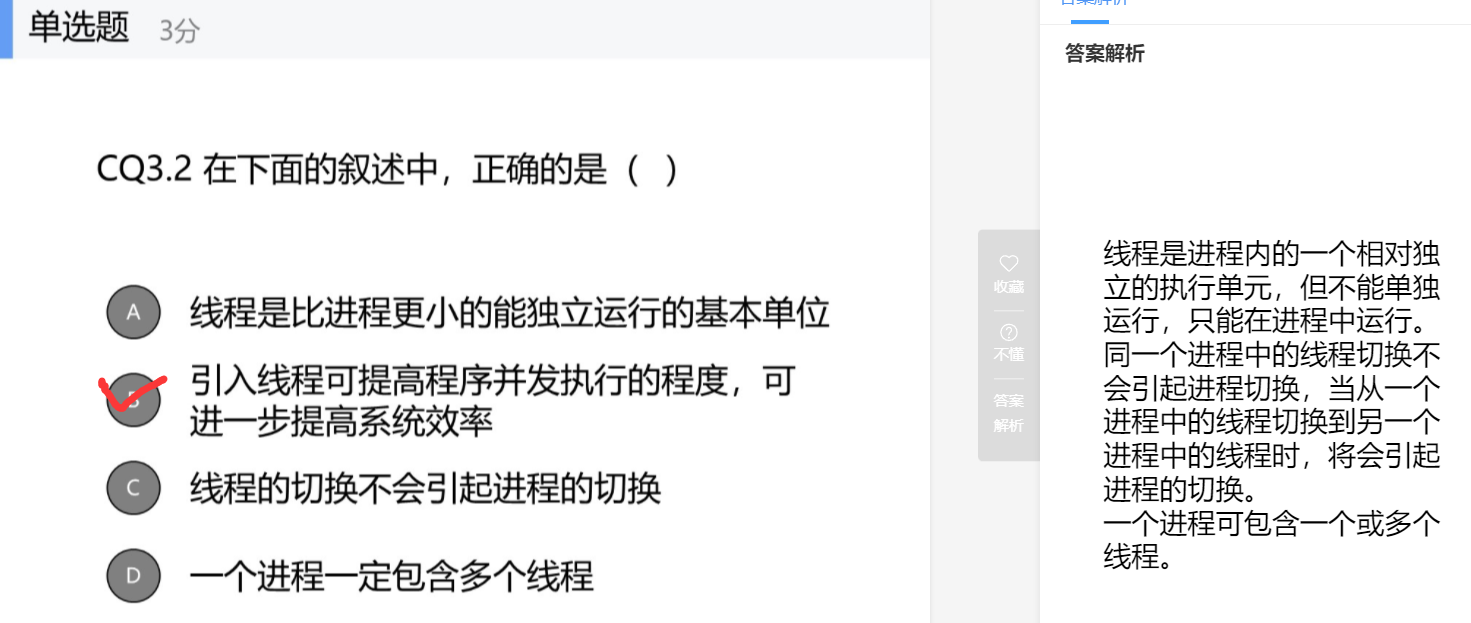 单选题 3分
CQ3.2 在下面的叙述中，正确的是（ ）
A 线程是比进程更小的能独立运行的基本单位
B 引入线程可提高程序并发执行的程度，可
进一步提高系统效率
C 线程的切换不会引起进程的切换
D 一个进程一定包含多个线程
收藏
? 不懂
答案
解析
答案解析
答案解析
线程是进程内的一个相对独
立的执行单元，但不能单独
运行，只能在进程中运行。
同一个进程中的线程切换不
会引起进程切换，当从一个
进程中的线程切换到另一个
进程中的线程时，将会引起
进程的切换。
一个进程可包含一个或多个
线程。